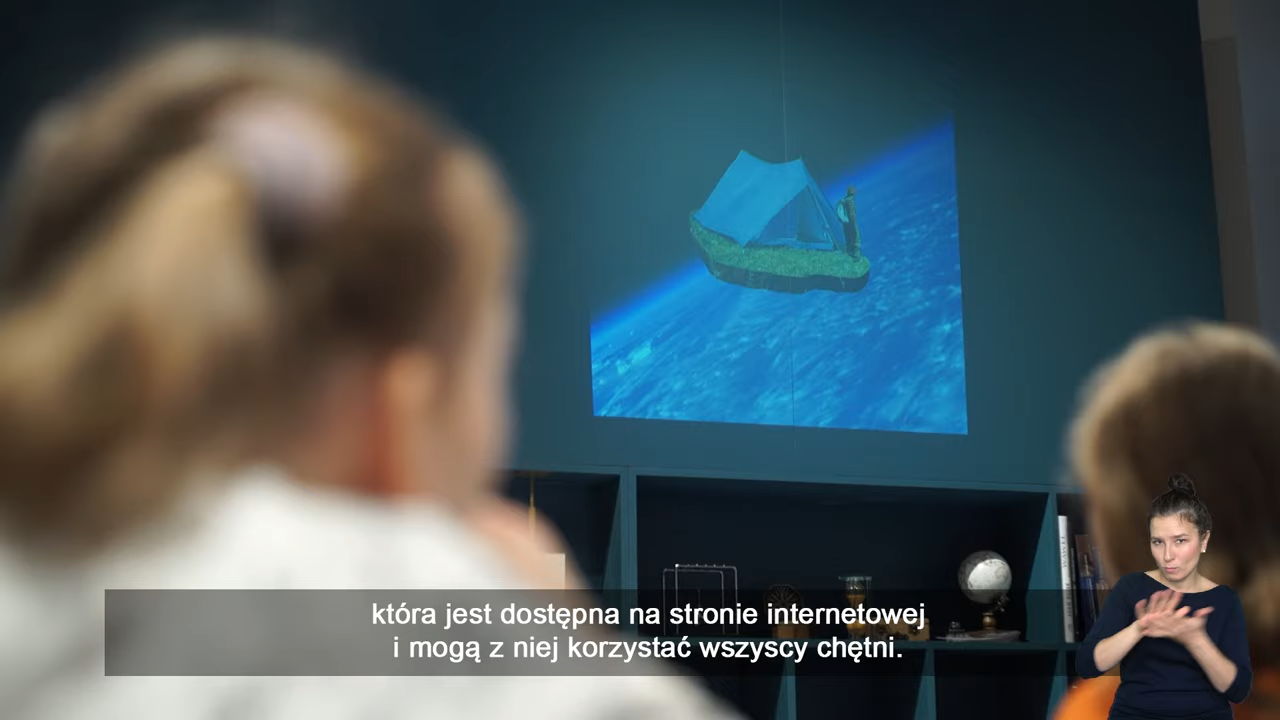 która jest dostępna na stronie internetowej
i mogą z niej korzystać wszyscy chętni.